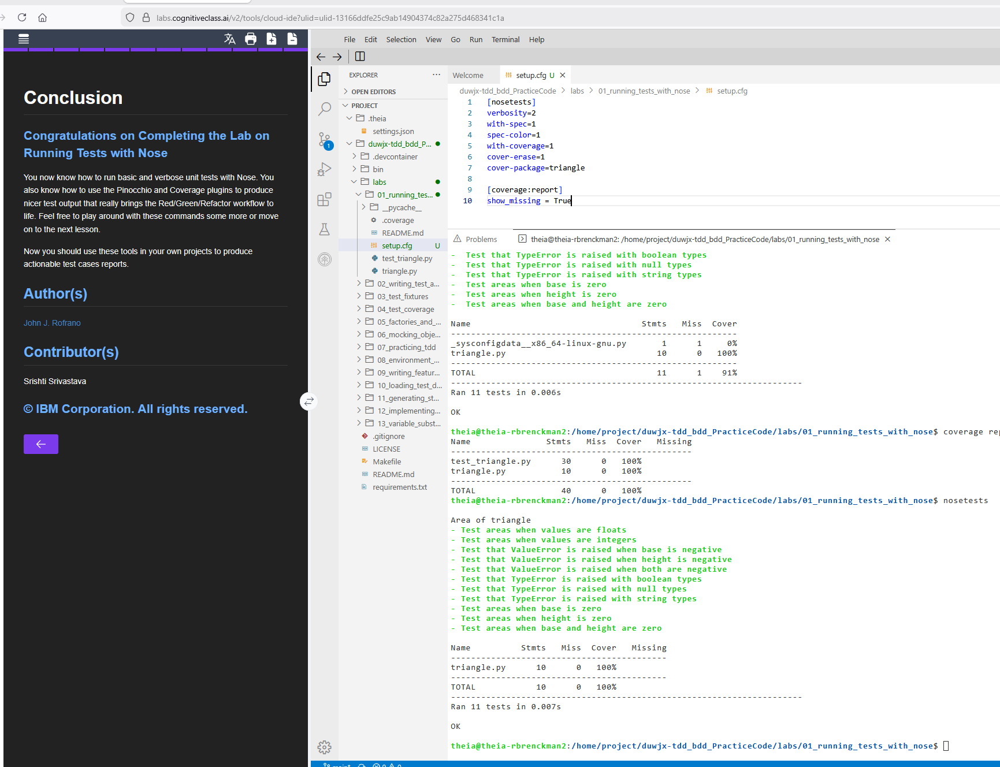 labs.cognitiveclass.ai/v2/tools/cloud-ide?ulid=ulid-13166ddfe25c9ab14904374c82a275d468341c1a
Conclusion
Congratulations on Completing the Lab on
Running Tests with Nose
You now know how to run basic and verbose unit tests with Nose. You
also know how to use the Pinocchio and Coverage plugins to produce
nicer test output that really brings the Red/Green/Refactor workflow to
life. Feel free to play around with these commands some more or move
on to the next lesson.
Now you should use these tools in your own projects to produce
actionable test cases reports.
Author(s)
John J. Rofrano
Contributor(s)
Srishti Srivastava
© IBM Corporation. All rights reserved.
File Edit Selection View Go Run Terminal Help
1
EXPLORER ...
OPEN EDITORS
PROJECT
.theia
settings.json
duwjx-tdd_bdd_P...
.devcontainer
bin
labs
01_running_tes...
__pycache__
.coverage
README.md
setup.cfg U
test_triangle.py
triangle.py
02_writing_test_a...
03_test_fixtures
04_test_coverage
05_factories_and_...
06_mocking_obje...
07_practicing_tdd
08_environment_...
09_writing_featur...
10_loading_test_d...
11_generating_st...
12_implementing...
13_variable_subst...
.gitignore
LICENSE
Makefile
README.md
requirements.txt
Welcome setup.cfg U
duwjx-tdd_bdd_PracticeCode > labs > 01_running_tests_with_nose > setup.cfg
1 [nosetests]
2 verbosity=2
3 with-spec=1
4 spec-color=1
5 with-coverage=1
6 cover-erase=1
7 cover-package=triangle
8
9 [coverage:report]
10 show_missing = True
Problems theia@theia-rbrenckman2: /home/project/duwjx-tdd_bdd_PracticeCode/labs/01_running_tests_with_nose
- Test that TypeError is raised with boolean types
- Test that TypeError is raised with null types
- Test that TypeError is raised with string types
- Test areas when base is zero
- Test areas when height is zero
- Test areas when base and height are zero
Name Stmts Miss Cover
---------------------------------------------------------
_sysconfigdata__x86_64-linux-gnu.py 1 1 0%
triangle.py 10 0 100%
---------------------------------------------------------
TOTAL 11 1 91%
----------------------------------------------------------------------
Ran 11 tests in 0.006s
OK
theia@theia-rbrenckman2:/home/project/duwjx-tdd_bdd_PracticeCode/labs/01_running_tests_with_nose$ coverage rep
Name Stmts Miss Cover Missing
------------------------------------------------
test_triangle.py 30 0 100%
triangle.py 10 0 100%
------------------------------------------------
TOTAL 40 0 100%
theia@theia-rbrenckman2:/home/project/duwjx-tdd_bdd_PracticeCode/labs/01_running_tests_with_nose$ nosetests
Area of triangle
- Test areas when values are floats
- Test areas when values are integers
- Test that ValueError is raised when base is negative
- Test that ValueError is raised when height is negative
- Test that ValueError is raised when both are negative
- Test that TypeError is raised with boolean types
- Test that TypeError is raised with null types
- Test that TypeError is raised with string types
- Test areas when base is zero
- Test areas when height is zero
- Test areas when base and height are zero
Name Stmts Miss Cover Missing
-------------------------------------------
triangle.py 10 0 100%
-------------------------------------------
TOTAL 10 0 100%
----------------------------------------------------------------------
Ran 11 tests in 0.007s
OK
theia@theia-rbrenckman2:/home/project/duwjx-tdd_bdd_PracticeCode/labs/01_running_tests_with_nose$